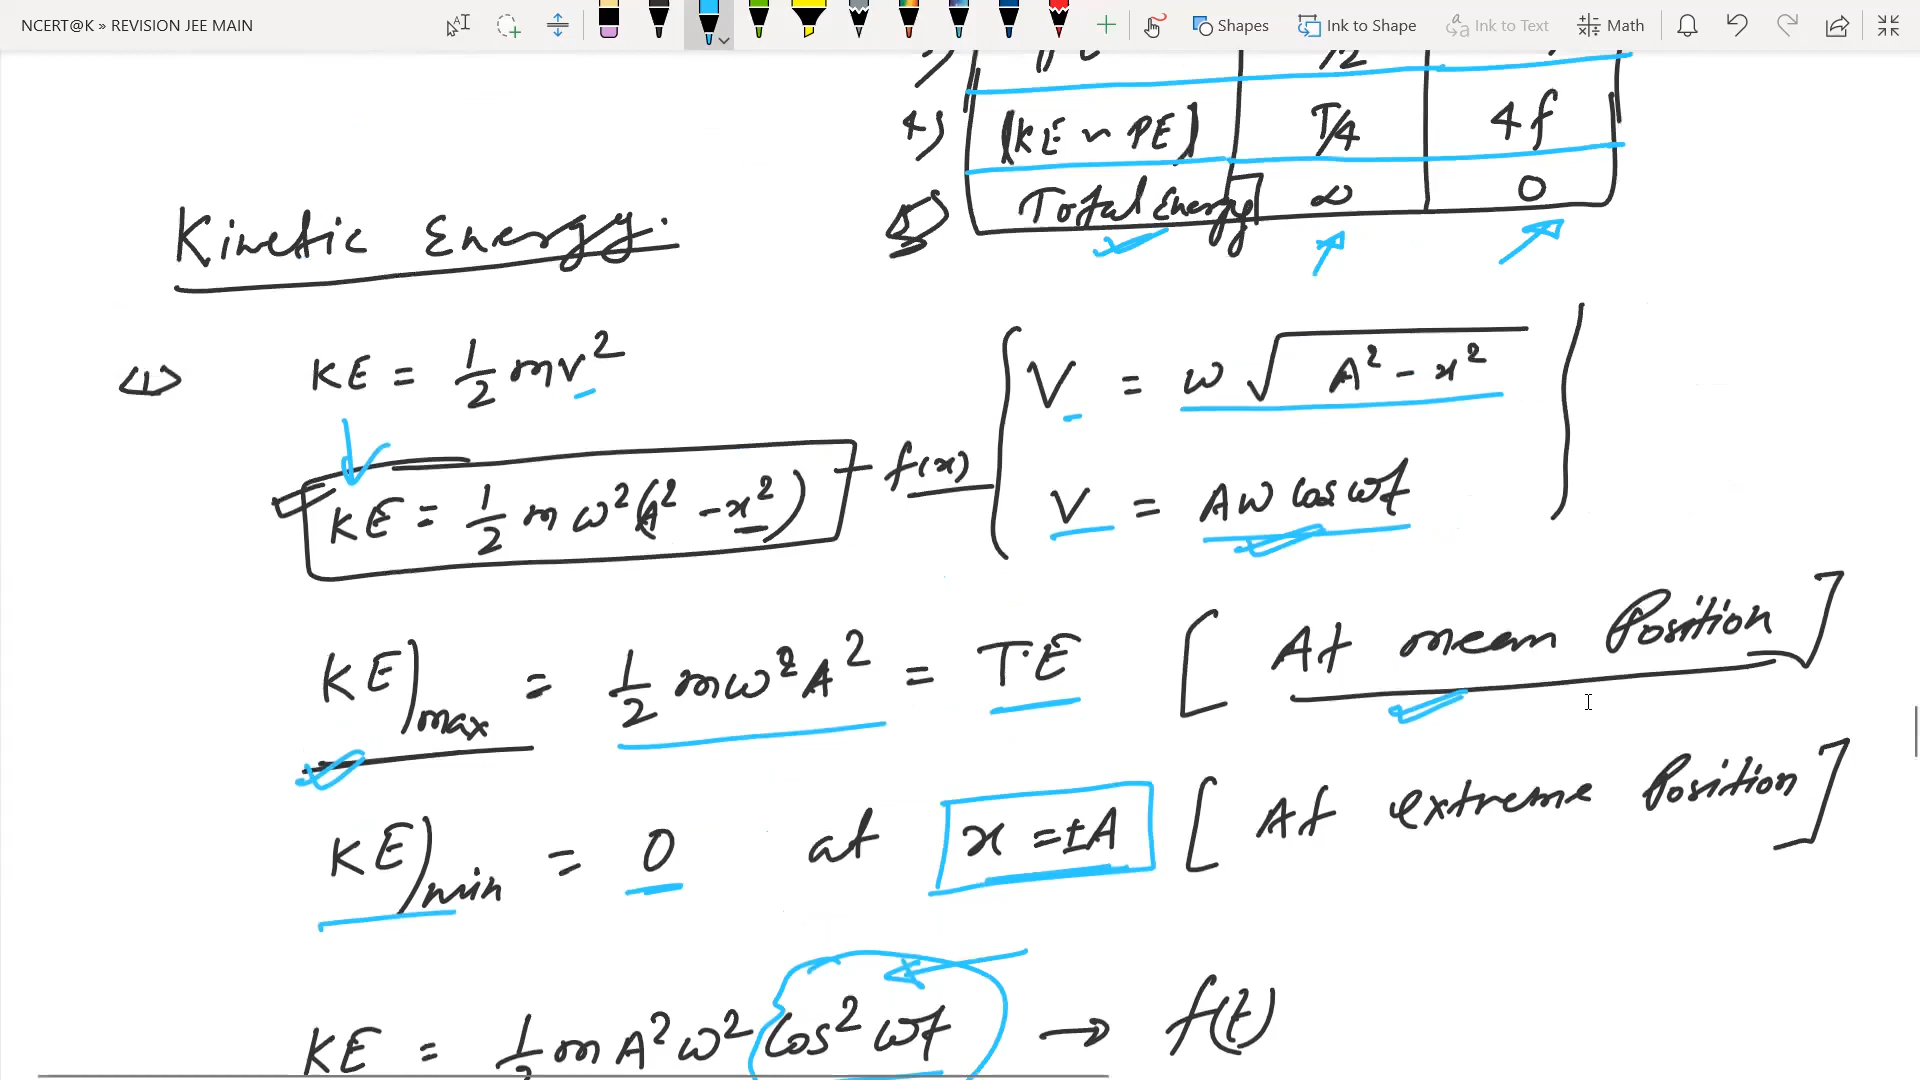 NCERT@K » REVISION JEE MAIN
Shapes Ink to Shape Ink to Text Math
4) (KE ~ PE) T/4 4f
5) Total Energy ∞ 0
Kinetic Energy.
<1> KE = 1/2 mv²
V = ω √(A² - x²)
KE = 1/2 mω²(A² - x²) f(x)
V = Aω cos ωt
KE)max = 1/2 mω²A² = T.E [At mean Position]
KE)min = 0 at x = ±A [At extreme Position]
KE = 1/2 mA²ω² cos² ωt → f(t)